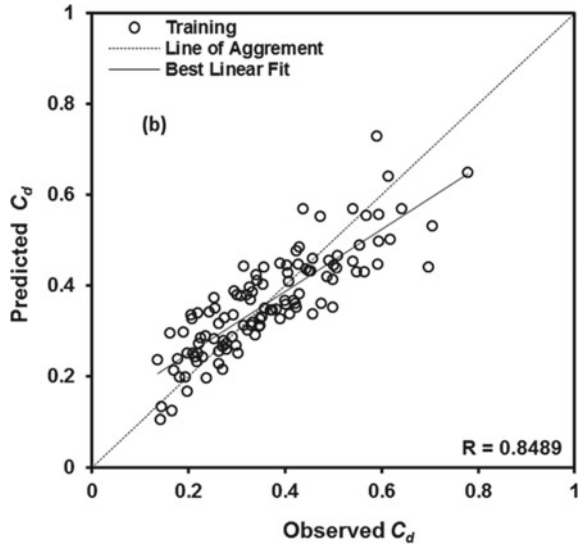 Training
Line of Aggrement
Best Linear Fit
(b)
R = 0.8489
Predicted Cd
1
0.8
0.6
0.4
0.2
0
0 0.2 0.4 0.6 0.8 1
Observed Cd